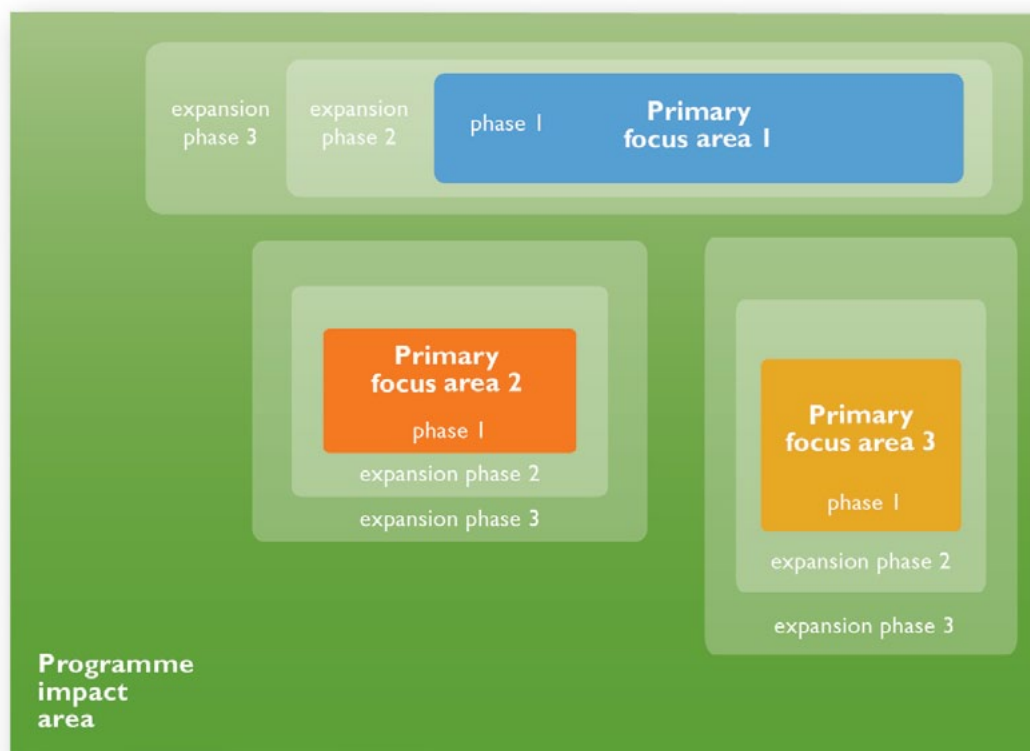 expansion
phase 3
expansion
phase 2
phase 1
Primary
focus area 1
Primary
focus area 2
phase 1
expansion phase 2
expansion phase 3
Primary
focus area 3
phase 1
expansion phase 2
expansion phase 3
Programme
impact
area